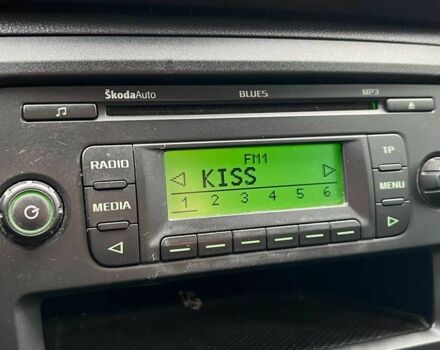 ŠkodaAuto BLUES MP3
RADIO FM1 TP
KISS
MEDIA MENU
1 2 3 4 5 6